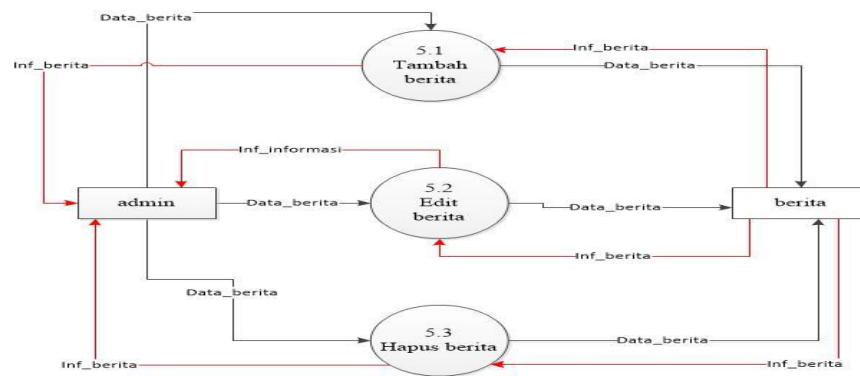 Data_berita
5.1
Tambah
berita
Inf_berita
Inf_berita
Data_berita
Inf_informasi
admin
Data_berita
5.2
Edit
berita
Data_berita
berita
Inf_berita
Data_berita
5.3
Hapus berita
Data_berita
Inf_berita
Inf_berita